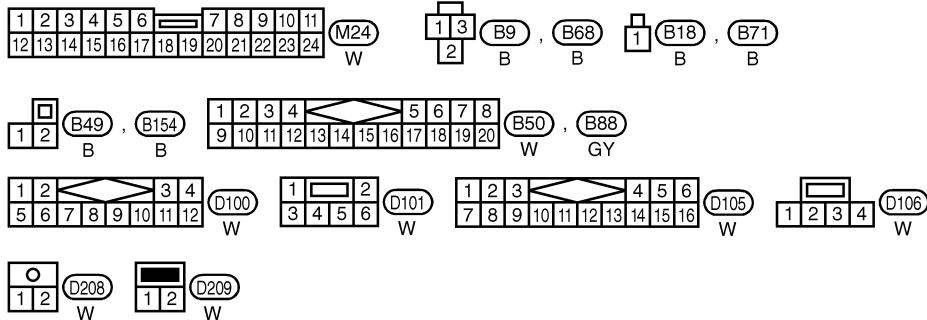 1 2 3 4 5 6 7 8 9 10 11
12 13 14 15 16 17 18 19 20 21 22 23 24
M24
W
1 3
2
B9 , B68
B B
1
B18 , B71
B B
1 2
B49 , B154
B B
1 2 3 4 5 6 7 8
9 10 11 12 13 14 15 16 17 18 19 20
B50 , B88
W GY
1 2 3 4
5 6 7 8 9 10 11 12
D100
W
1 2
3 4 5 6
D101
W
1 2 3 4 5 6
7 8 9 10 11 12 13 14 15 16
D105
W
1 2 3 4
D106
W
1 2
D208
W
1 2
D209
W